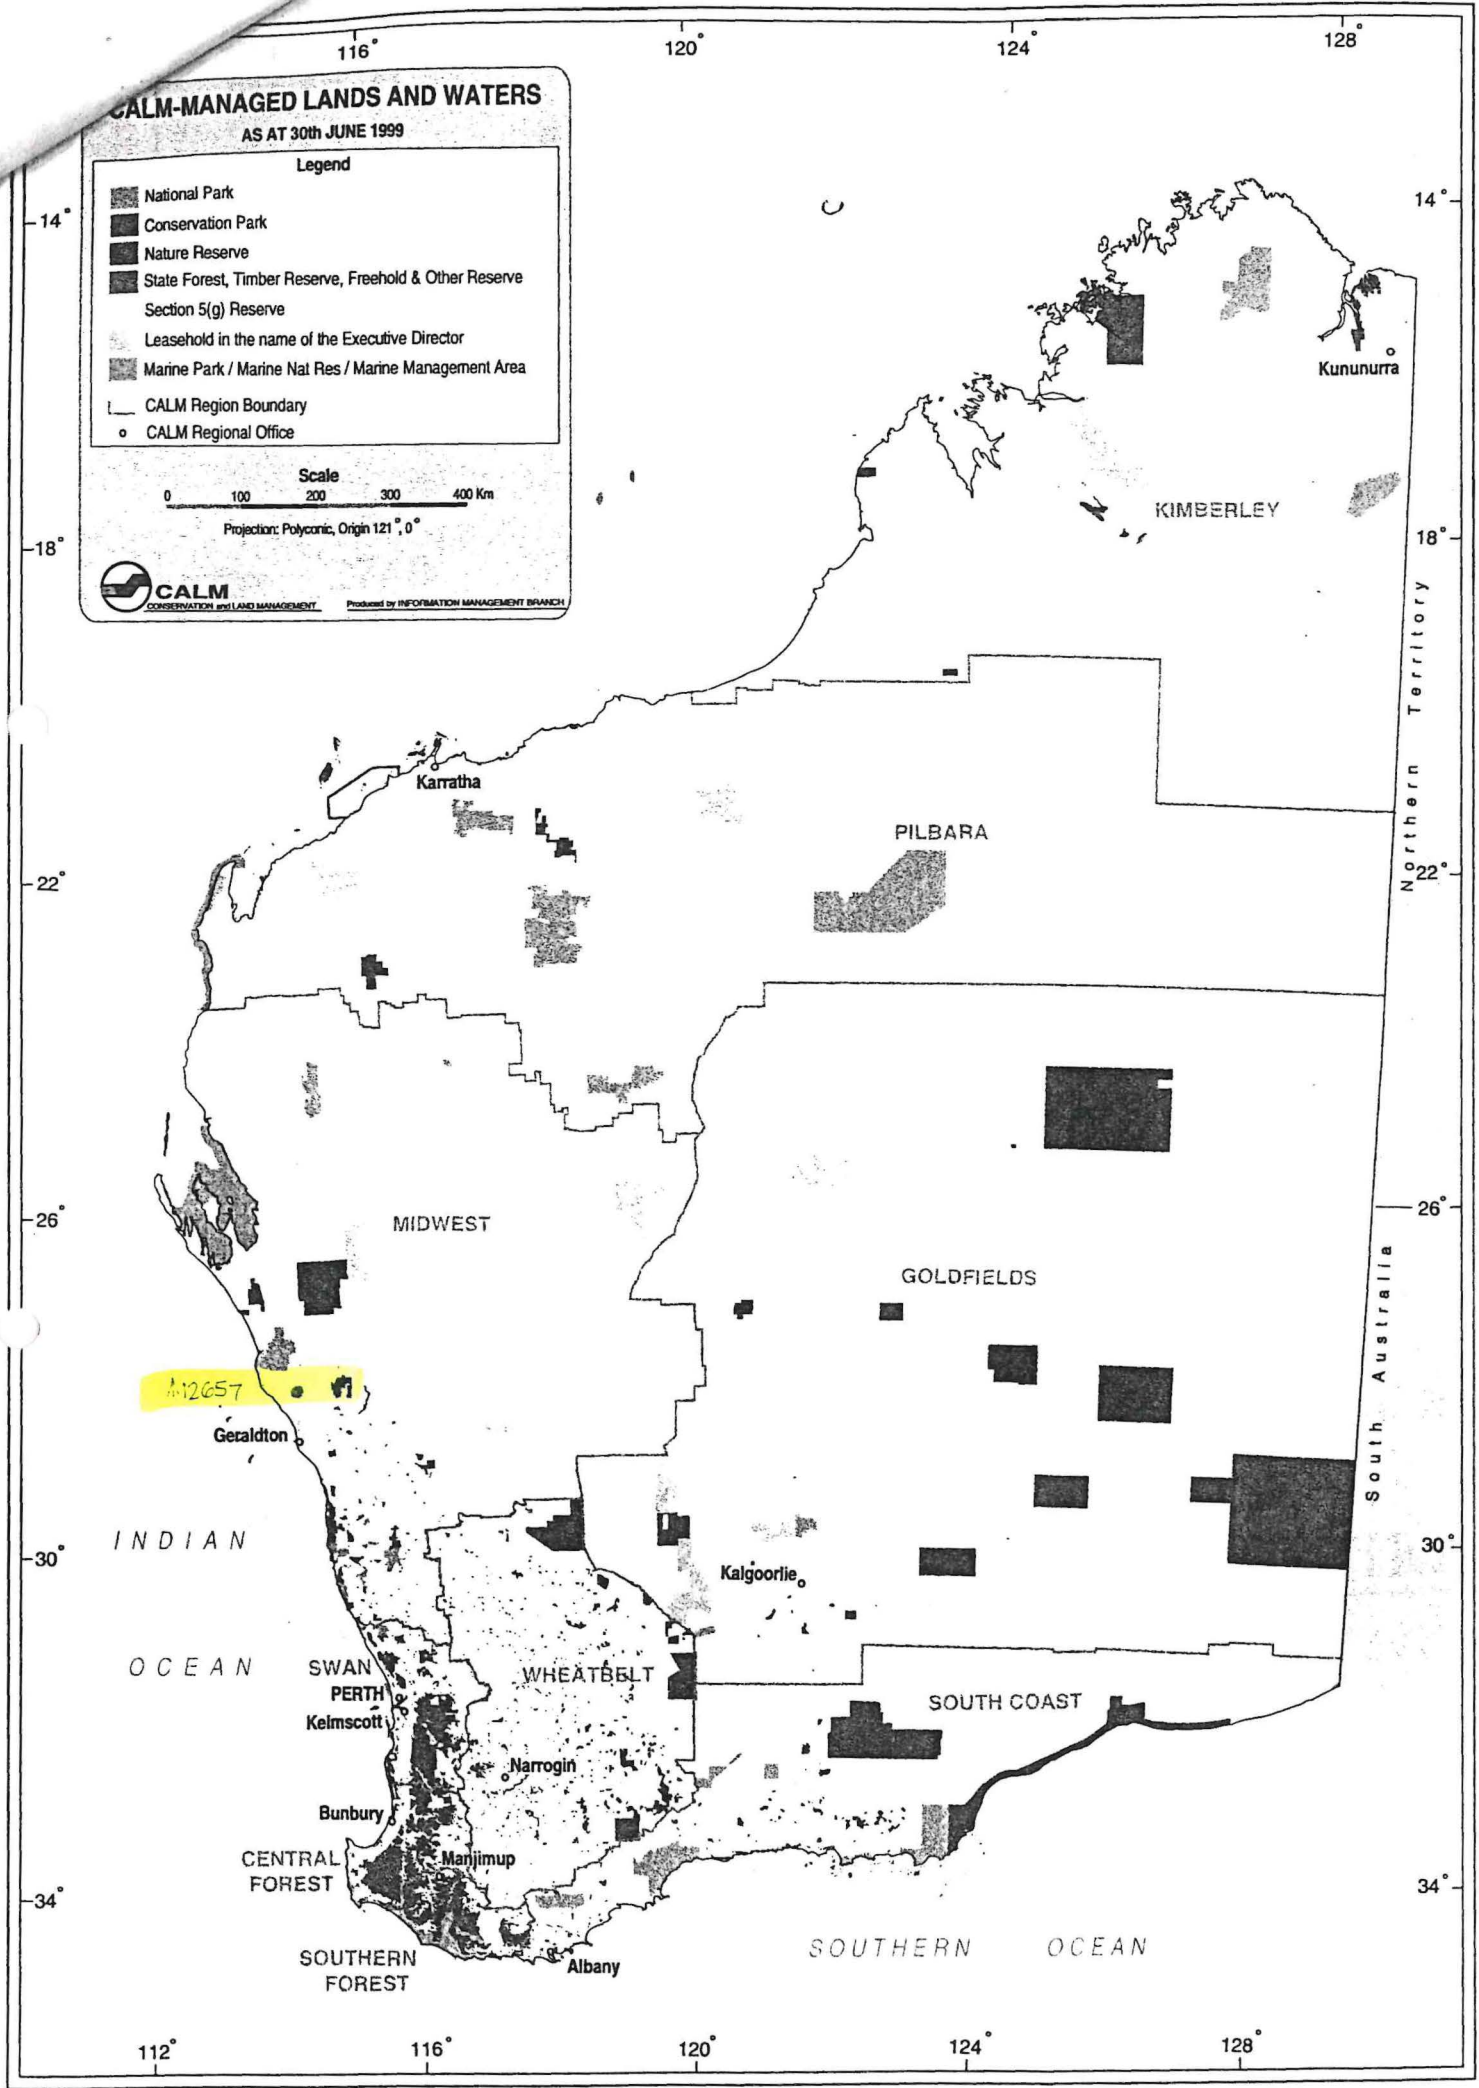 116° 120° 124° 128°
CALM-MANAGED LANDS AND WATERS
AS AT 30th JUNE 1999
Legend
National Park
Conservation Park
Nature Reserve
State Forest, Timber Reserve, Freehold & Other Reserve
Section 5(g) Reserve
Leasehold in the name of the Executive Director
Marine Park / Marine Nat Res / Marine Management Area
CALM Region Boundary
CALM Regional Office
Scale
0 100 200 300 400 Km
Projection: Polyconic, Origin 121°, 0°
CALM
CONSERVATION and LAND MANAGEMENT Produced by INFORMATION MANAGEMENT BRANCH
14° 14°
Kununurra
KIMBERLEY
18° 18°
Northern Territory
Karratha
PILBARA
22° 22°
26° 26°
MIDWEST
GOLDFIELDS
South Australia
A12657
Geraldton
INDIAN
30° 30°
Kalgoorlie
OCEAN
SWAN
WHEATBELT
PERTH
SOUTH COAST
Kelmscott
Narrogin
Bunbury
CENTRAL
FOREST
Manjimup
34° 34°
SOUTHERN OCEAN
SOUTHERN
FOREST
Albany
112° 116° 120° 124° 128°